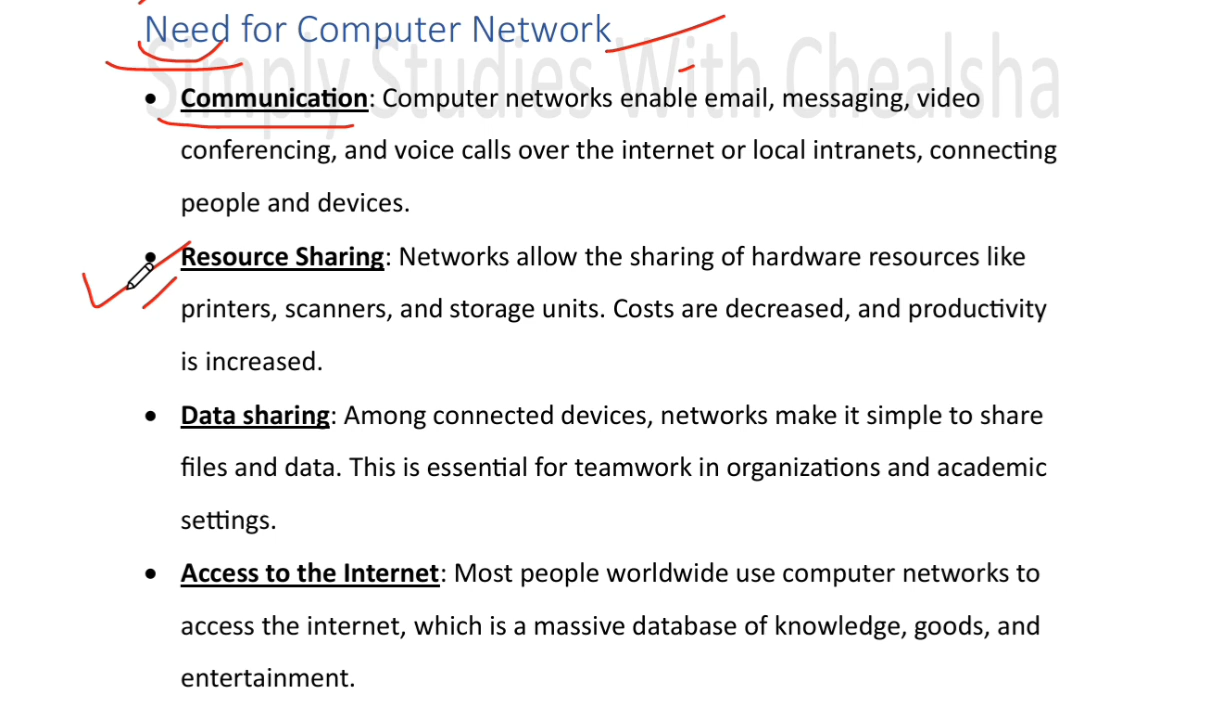 Need for Computer Network
Simply Studies With Chealsha
• Communication: Computer networks enable email, messaging, video
conferencing, and voice calls over the internet or local intranets, connecting
people and devices.
• Resource Sharing: Networks allow the sharing of hardware resources like
printers, scanners, and storage units. Costs are decreased, and productivity
is increased.
• Data sharing: Among connected devices, networks make it simple to share
files and data. This is essential for teamwork in organizations and academic
settings.
• Access to the Internet: Most people worldwide use computer networks to
access the internet, which is a massive database of knowledge, goods, and
entertainment.